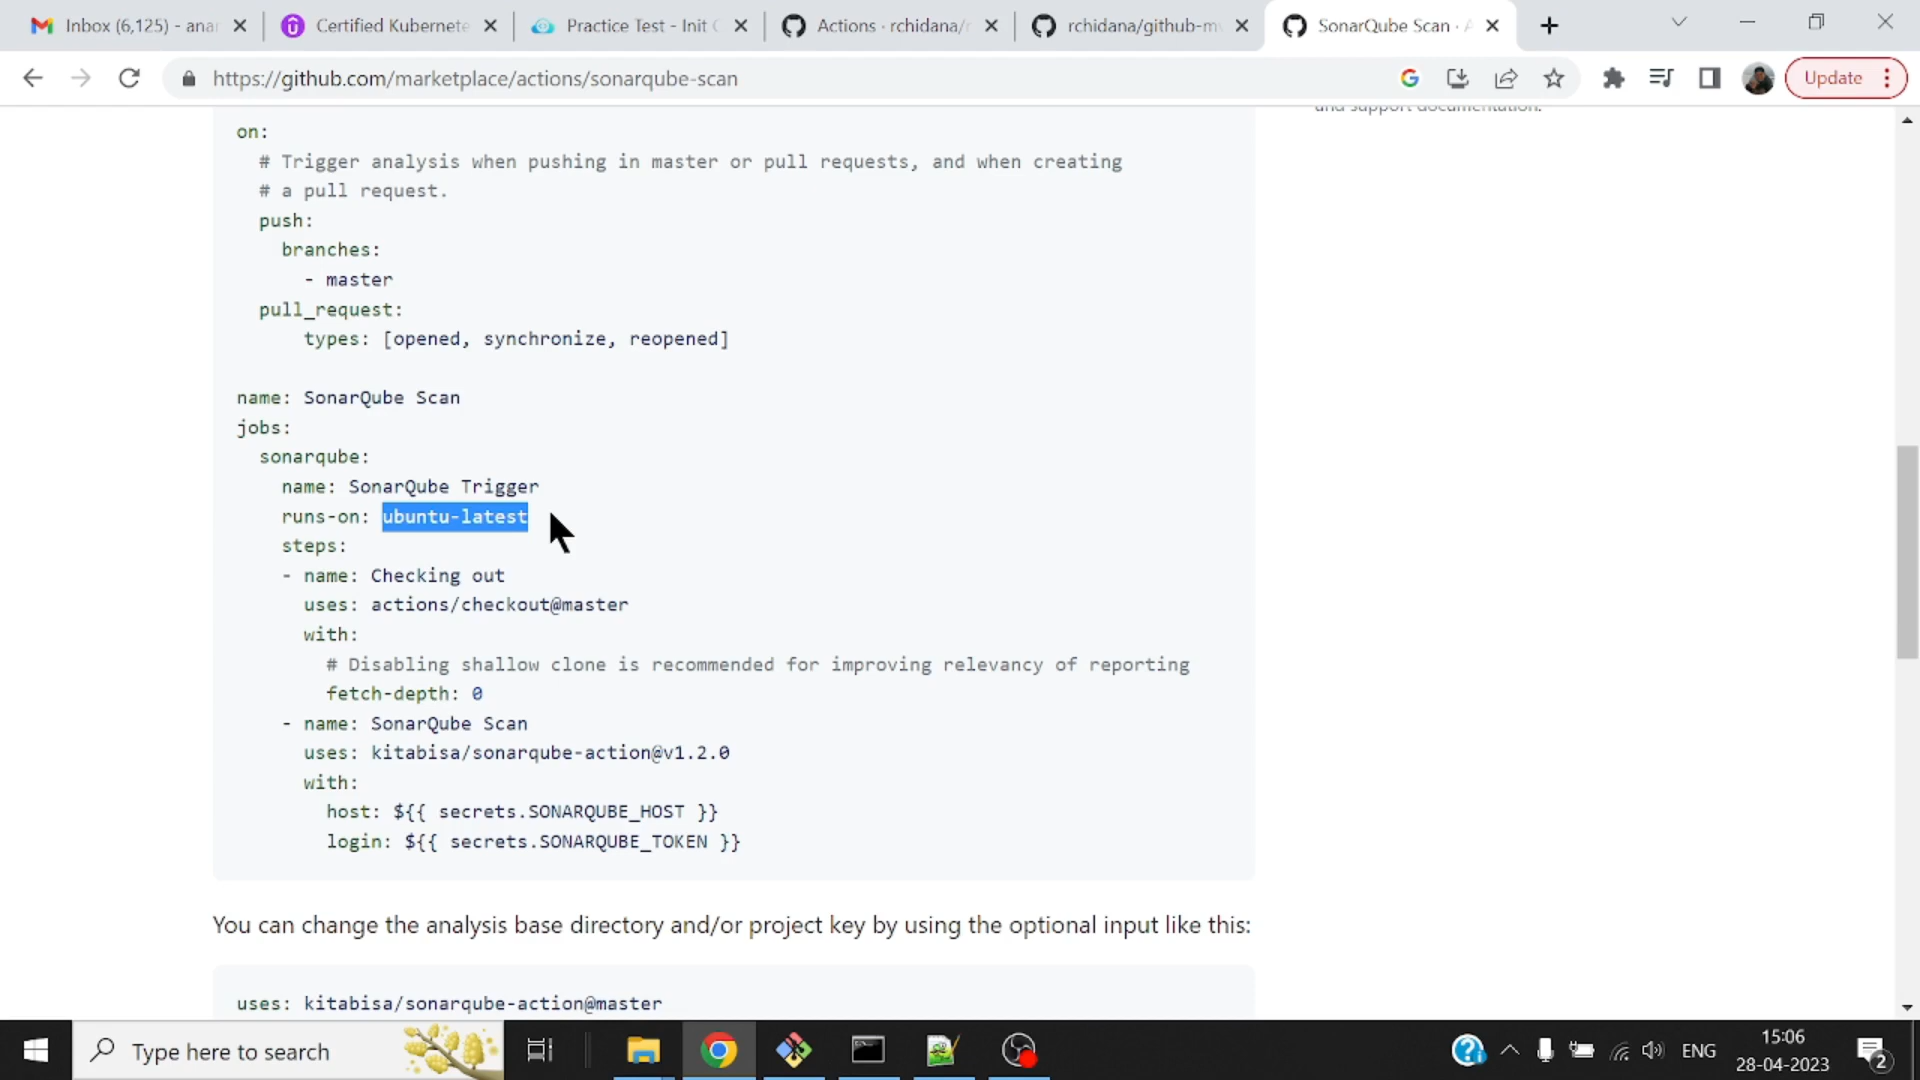 Inbox (6,125) - anar
Certified Kubernete
Practice Test - Init C
Actions · rchidana/r
rchidana/github-mv
SonarQube Scan · A
https://github.com/marketplace/actions/sonarqube-scan
Update
and support documentation.
on:
# Trigger analysis when pushing in master or pull requests, and when creating
# a pull request.
push:
branches:
- master
pull_request:
types: [opened, synchronize, reopened]
name: SonarQube Scan
jobs:
sonarqube:
name: SonarQube Trigger
runs-on: ubuntu-latest
steps:
- name: Checking out
uses: actions/checkout@master
with:
# Disabling shallow clone is recommended for improving relevancy of reporting
fetch-depth: 0
- name: SonarQube Scan
uses: kitabisa/sonarqube-action@v1.2.0
with:
host: ${{ secrets.SONARQUBE_HOST }}
login: ${{ secrets.SONARQUBE_TOKEN }}
You can change the analysis base directory and/or project key by using the optional input like this:
uses: kitabisa/sonarqube-action@master
Type here to search
ENG
15:06
28-04-2023
2